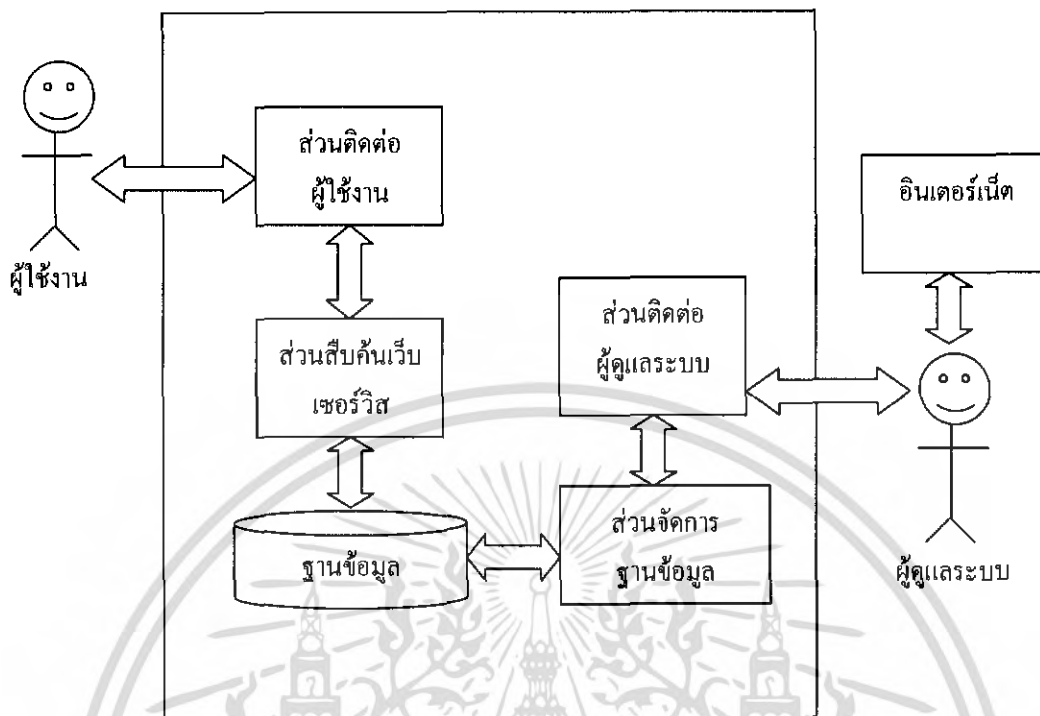 ส่วนติดต่อ
ผู้ใช้งาน
ผู้ใช้งาน
อินเตอร์เน็ต
ส่วนสืบค้นเว็บ
เซอร์วิส
ส่วนติดต่อ
ผู้ดูแลระบบ
ฐานข้อมูล
ส่วนจัดการ
ฐานข้อมูล
ผู้ดูแลระบบ